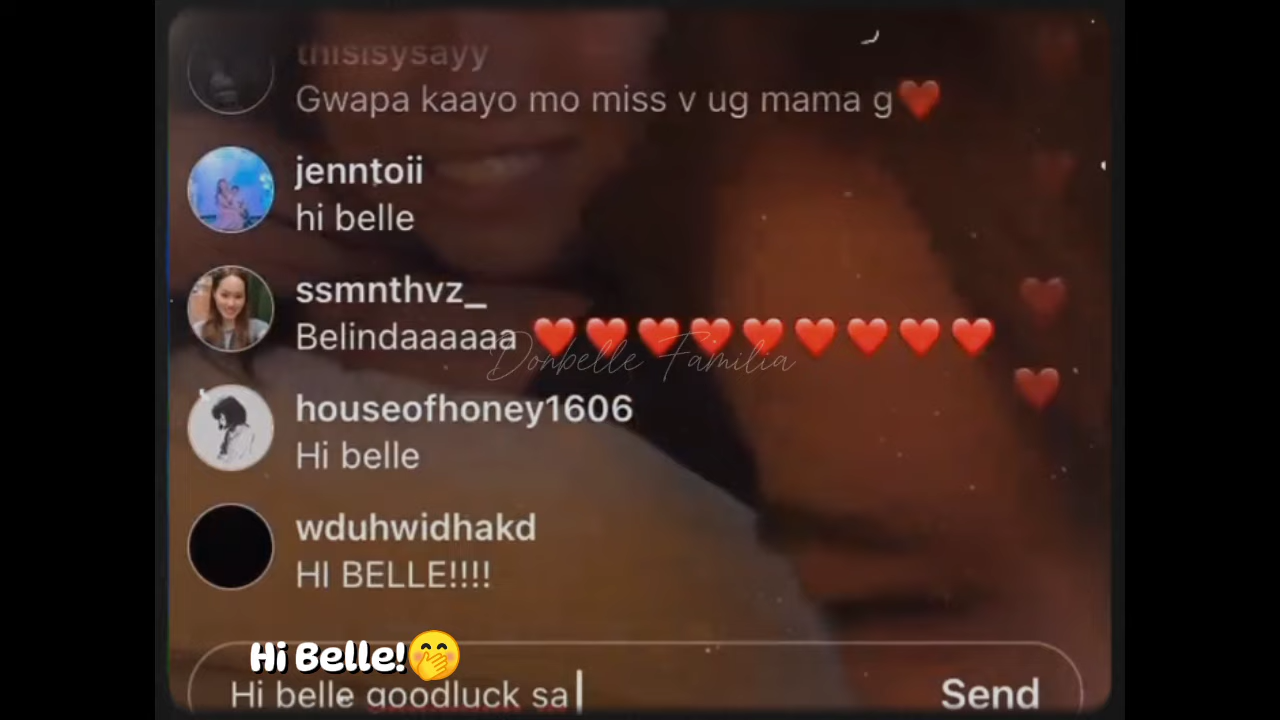 thisisysayy
Gwapa kaayo mo miss v ug mama g❤️
jenntoii
hi belle
ssmnthvz_
Belindaaaaaa ❤️❤️❤️❤️❤️❤️❤️❤️❤️
Donbelle Familia
houseofhoney1606
Hi belle
wduhwidhakd
HI BELLE!!!!
Hi Belle!🤭
Hi belle goodluck sa
Send